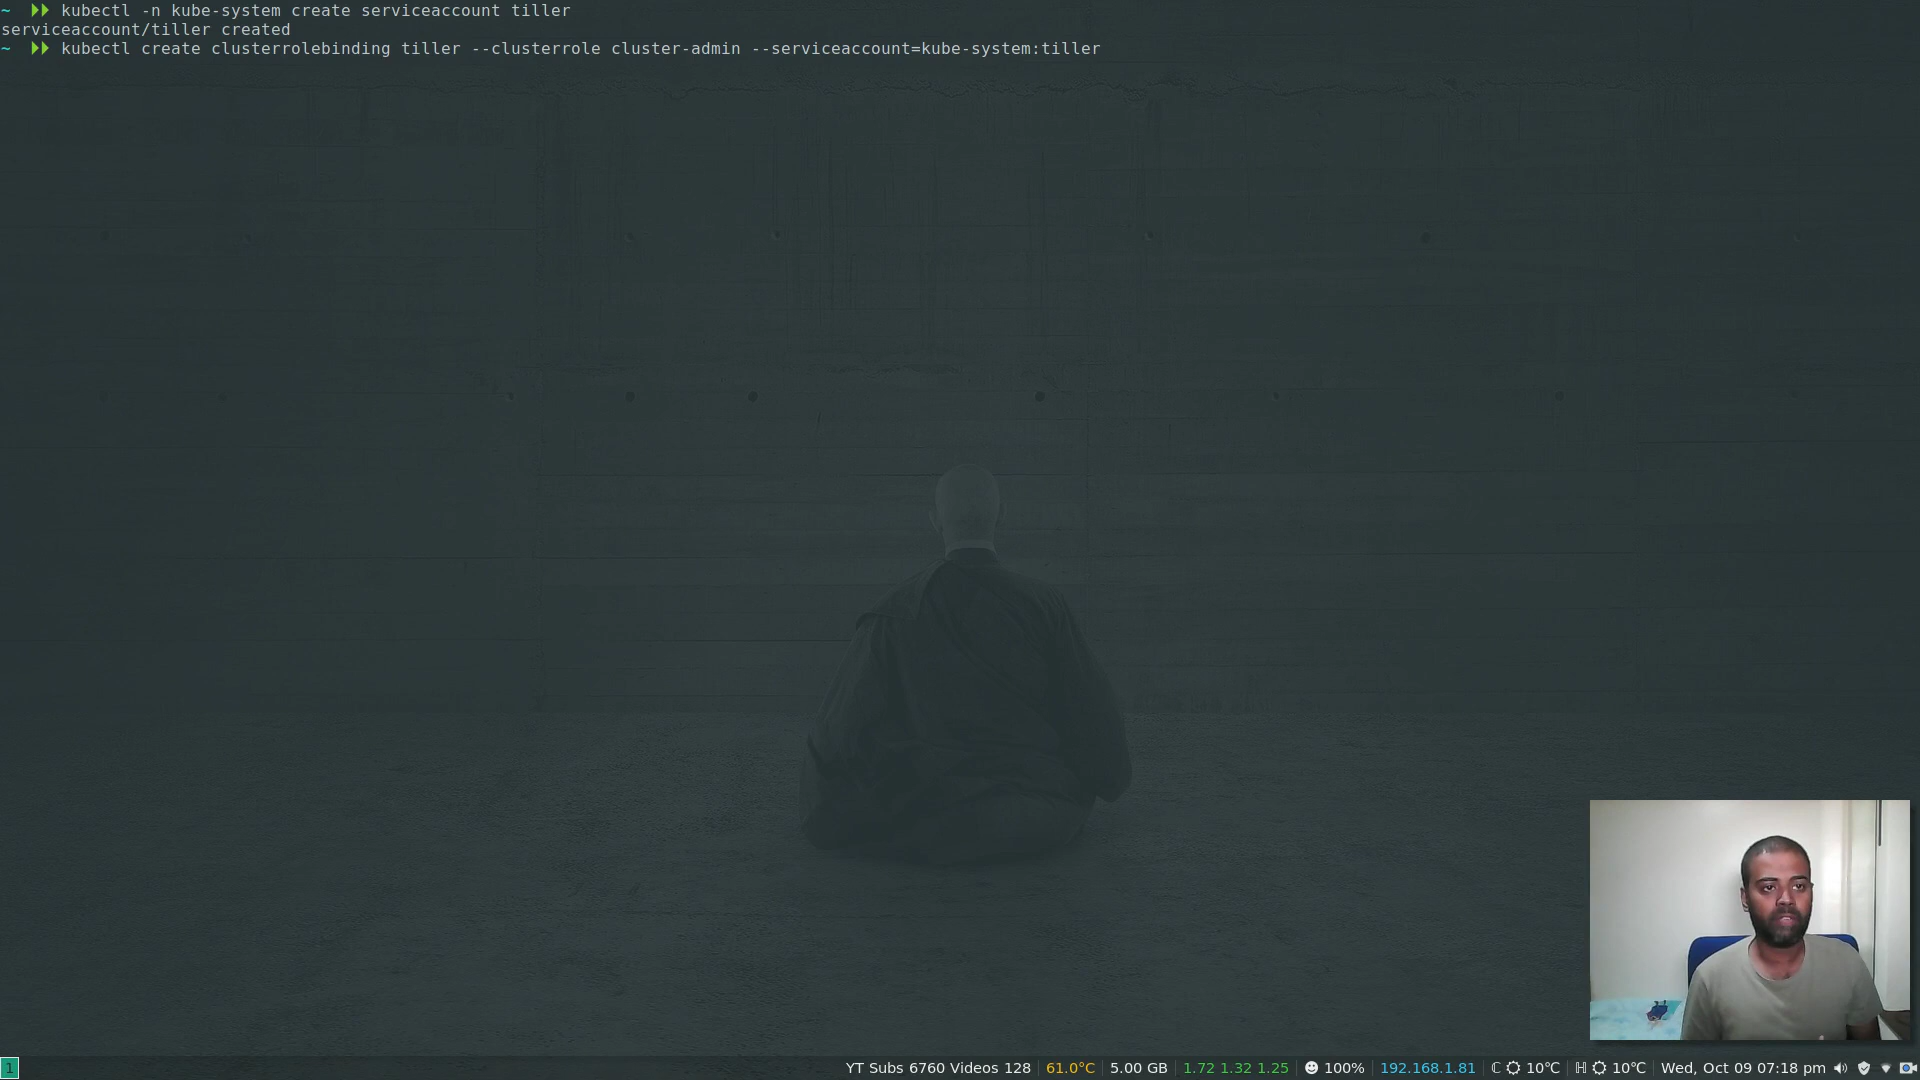 ~ kubectl -n kube-system create serviceaccount tiller
serviceaccount/tiller created
~ kubectl create clusterrolebinding tiller --clusterrole cluster-admin --serviceaccount=kube-system:tiller
1 YT Subs 6760 Videos 128 61.0°C 5.00 GB 1.72 1.32 1.25 100% 192.168.1.81 ℂ 10℃ ℍ 10℃ Wed, Oct 09 07:18 pm